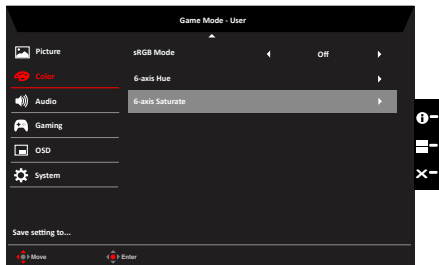 Game Mode - User
Picture
sRGB Mode Off
Color
6-axis Hue
Audio
6-axis Saturate
Gaming
OSD
System
Save setting to...
Move Enter